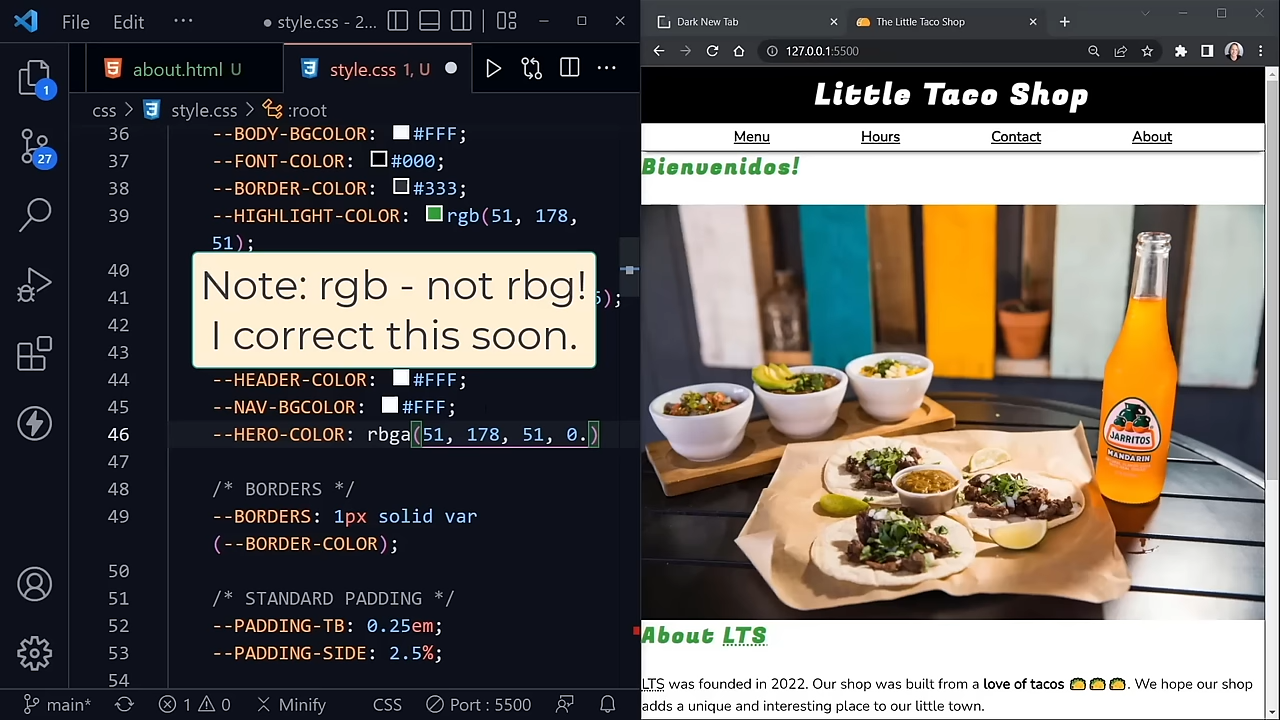 File Edit ··· ● style.css - 2...
about.html U style.css 1, U ●
css > style.css > :root
36 --BODY-BGCOLOR: #FFF;
37 --FONT-COLOR: #000;
38 --BORDER-COLOR: #333;
39 --HIGHLIGHT-COLOR: rgb(51, 178,
51);
40
41 5);
42
43
Note: rgb - not rbg!
I correct this soon.
44 --HEADER-COLOR: #FFF;
45 --NAV-BGCOLOR: #FFF;
46 --HERO-COLOR: rbga(51, 178, 51, 0.)
47
48 /* BORDERS */
49 --BORDERS: 1px solid var
(--BORDER-COLOR);
50
51 /* STANDARD PADDING */
52 --PADDING-TB: 0.25em;
53 --PADDING-SIDE: 2.5%;
54
1
27
main* 1 0 Minify CSS Port : 5500
Dark New Tab The Little Taco Shop
127.0.0.1:5500
Little Taco Shop
Menu Hours Contact About
Bienvenidos!
JARRITOS
MANDARIN
About LTS
LTS was founded in 2022. Our shop was built from a love of tacos 🌮🌮🌮. We hope our shop
adds a unique and interesting place to our little town.